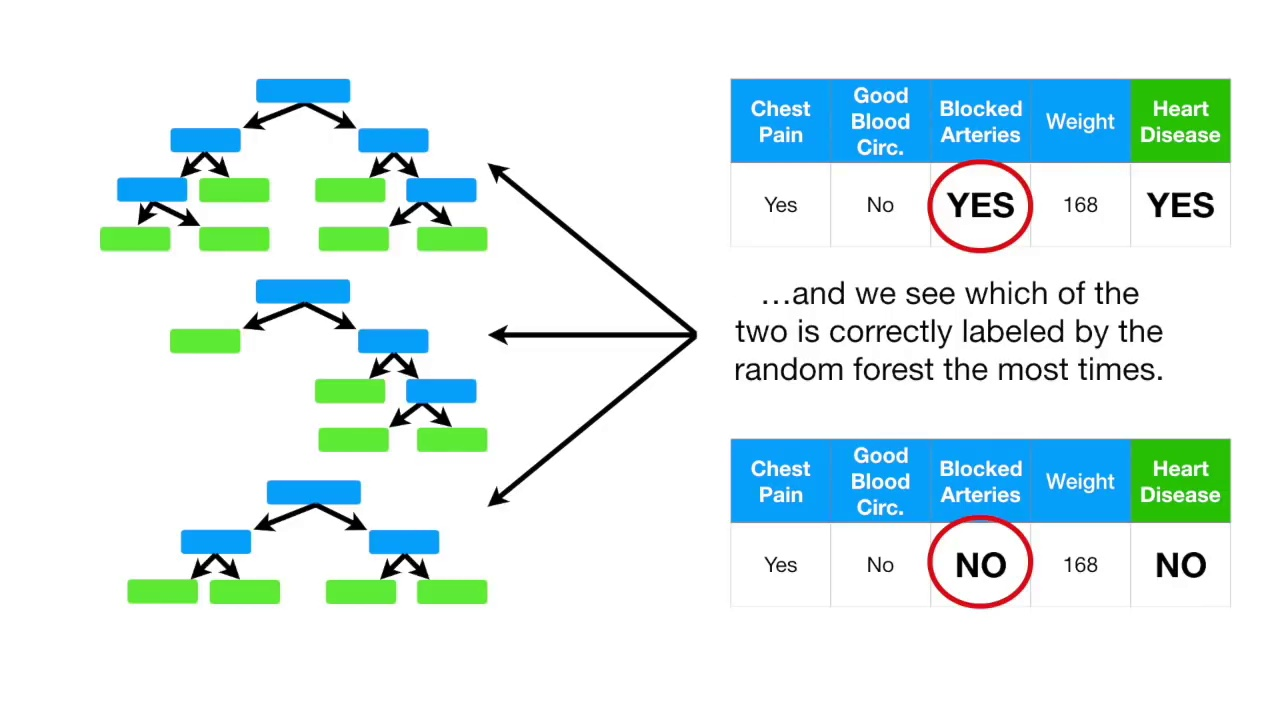 Chest Pain
Good Blood Circ.
Blocked Arteries
Weight
Heart Disease
Yes
No
YES
168
YES
…and we see which of the
two is correctly labeled by the
random forest the most times.
Chest Pain
Good Blood Circ.
Blocked Arteries
Weight
Heart Disease
Yes
No
NO
168
NO